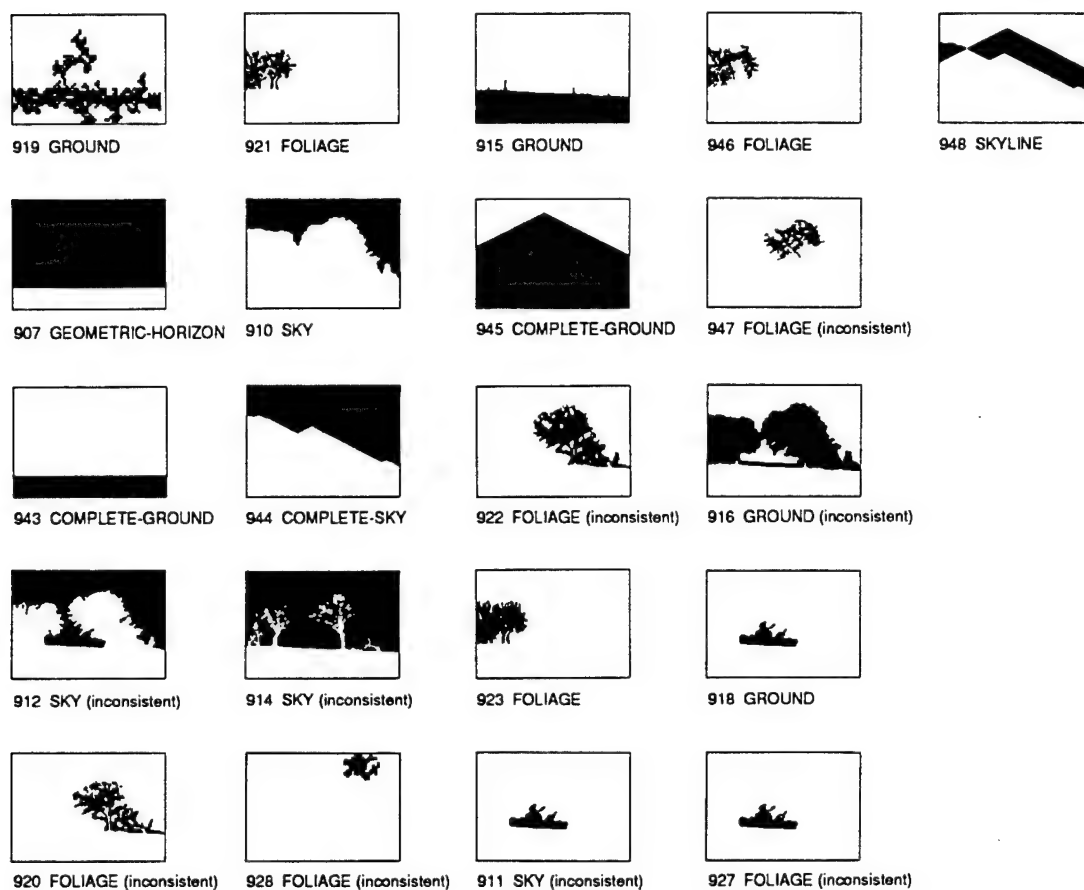 919 GROUND 921 FOLIAGE 915 GROUND 946 FOLIAGE 948 SKYLINE
907 GEOMETRIC-HORIZON 910 SKY 945 COMPLETE-GROUND 947 FOLIAGE (inconsistent)
943 COMPLETE-GROUND 944 COMPLETE-SKY 922 FOLIAGE (inconsistent) 916 GROUND (inconsistent)
912 SKY (inconsistent) 914 SKY (inconsistent) 923 FOLIAGE 918 GROUND
920 FOLIAGE (inconsistent) 928 FOLIAGE (inconsistent) 911 SKY (inconsistent) 927 FOLIAGE (inconsistent)